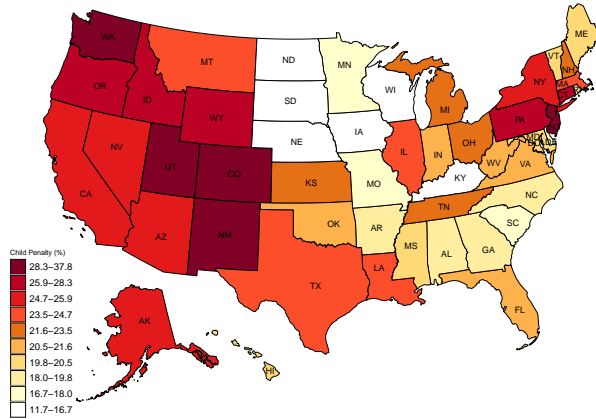 WA
MT
ND
MN
ME
VT
NH
OR
ID
WY
SD
WI
MI
NY
MA
CT
NV
UT
CO
NE
IA
IL
IN
OH
PA
CA
AZ
NM
KS
MO
KY
WV
VA
MD
DE
OK
AR
TN
NC
SC
TX
LA
MS
AL
GA
FL
AK
HI
Child Penalty (%)
28.3–37.8
25.9–28.3
24.7–25.9
23.5–24.7
21.6–23.5
20.5–21.6
19.8–20.5
18.0–19.8
16.7–18.0
11.7–16.7